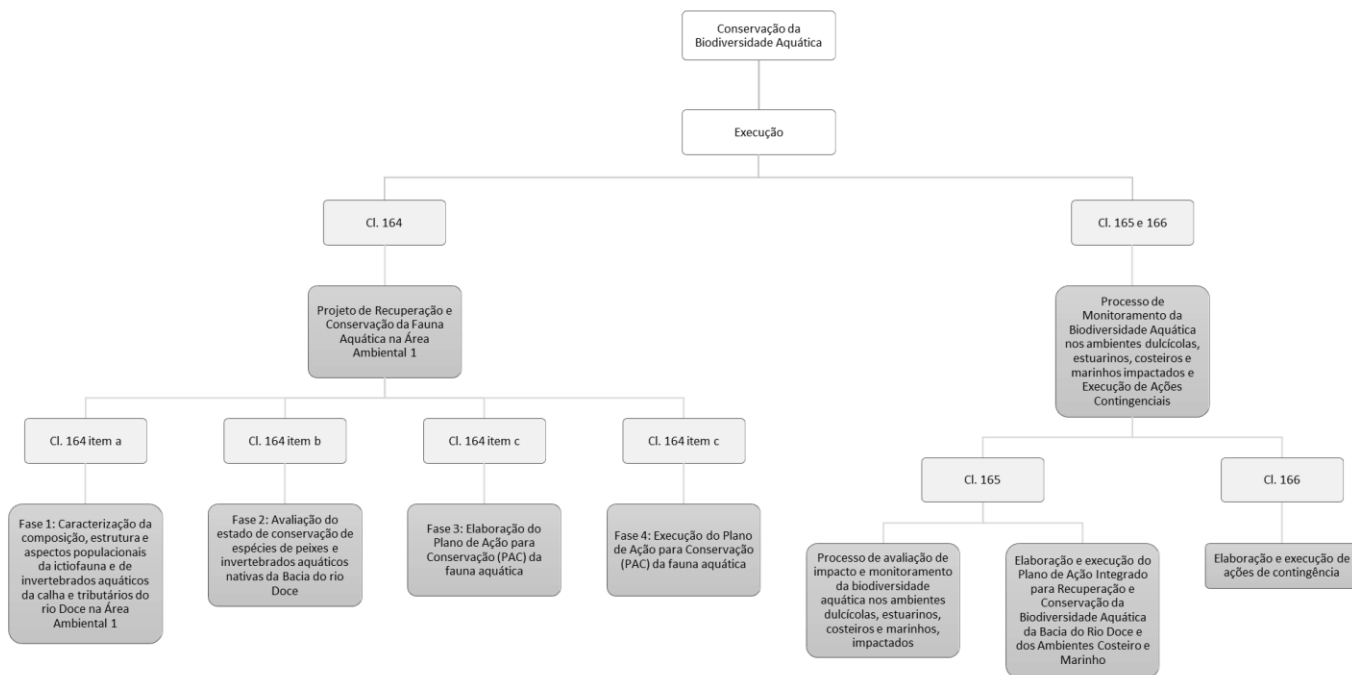 Conservação da
Biodiversidade Aquática
Execução
Cl. 164
Cl. 165 e 166
Projeto de Recuperação e
Conservação da Fauna
Aquática na Área
Ambiental 1
Processo de
Monitoramento da
Biodiversidade Aquática
nos ambientes dulcícolas,
estuarinos, costeiros e
marinhos impactados e
Execução de Ações
Contingenciais
Cl. 164 item a
Cl. 164 item b
Cl. 164 item c
Cl. 164 item c
Cl. 165
Cl. 166
Fase 1: Caracterização da
composição, estrutura e
aspectos populacionais
da ictiofauna e de
invertebrados aquáticos
da calha e tributários do
rio Doce na Área
Ambiental 1
Fase 2: Avaliação do
estado de conservação de
espécies de peixes e
invertebrados aquáticos
nativas da Bacia do rio
Doce
Fase 3: Elaboração do
Plano de Ação para
Conservação (PAC) da
fauna aquática
Fase 4: Execução do Plano
de Ação para Conservação
(PAC) da fauna aquática
Processo de avaliação de
impacto e monitoramento
da biodiversidade
aquática nos ambientes
dulcícolas, estuarinos,
costeiros e marinhos,
impactados
Elaboração e execução do
Plano de Ação Integrado
para Recuperação e
Conservação da
Biodiversidade Aquática
da Bacia do Rio Doce e
dos Ambientes Costeiro e
Marinho
Elaboração e execução de
ações de contingência